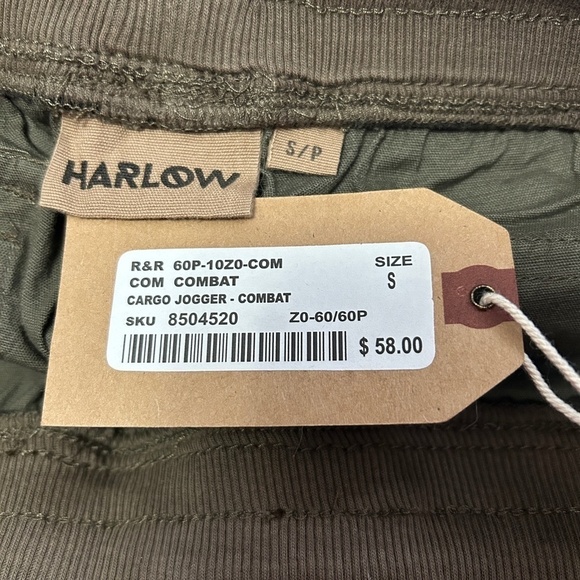 HARLOW
S/P
R&R 60P-10Z0-COM SIZE
COM COMBAT S
CARGO JOGGER - COMBAT
SKU 8504520 Z0-60/60P
$ 58.00